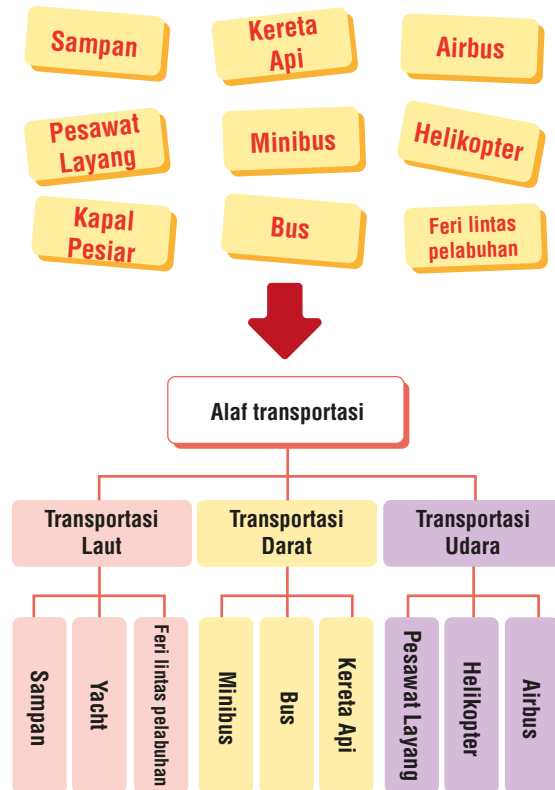 Sampan
Kereta
Api
Airbus
Pesawat
Layang
Minibus
Helikopter
Kapal
Pesiar
Bus
Feri lintas
pelabuhan
Alaf transportasi
Transportasi
Laut
Transportasi
Darat
Transportasi
Udara
Sampan
Yacht
Feri lintas pelabuhan
Minibus
Bus
Kereta Api
Pesawat Layang
Helikopter
Airbus